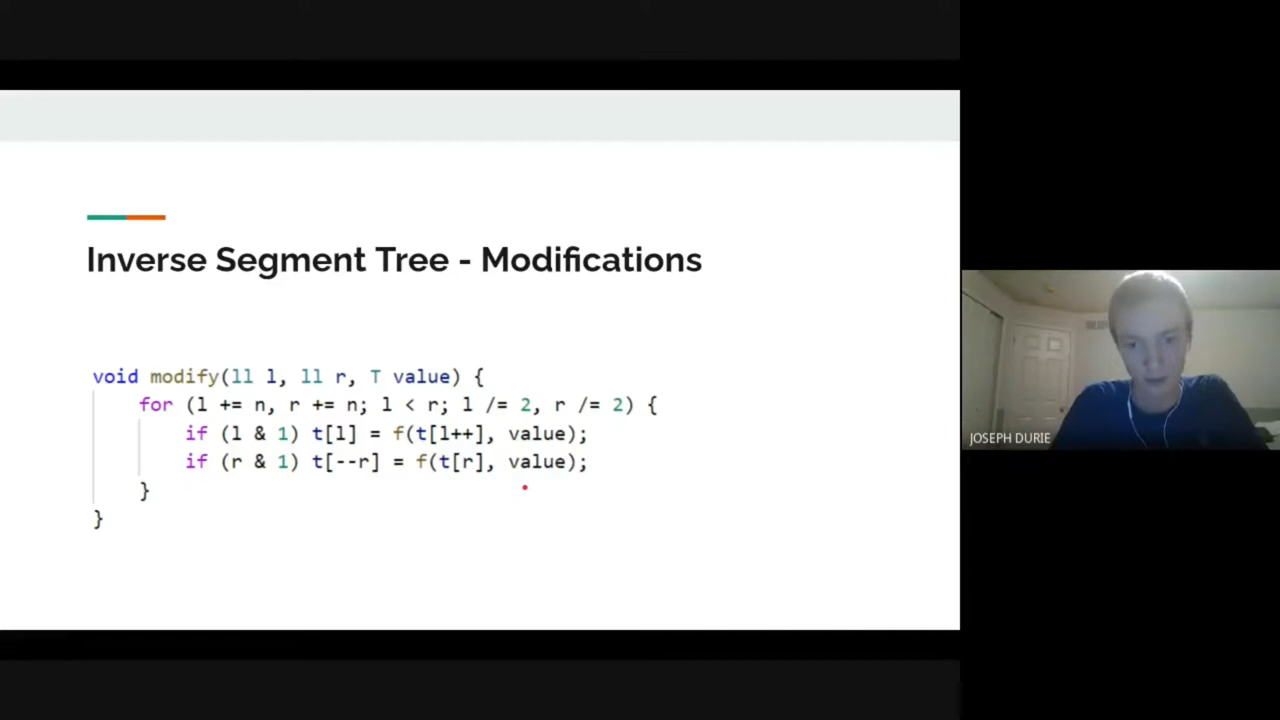 Inverse Segment Tree - Modifications
void modify(ll l, ll r, T value) {
for (l += n, r += n; l < r; l /= 2, r /= 2) {
if (l & 1) t[l] = f(t[l++], value);
if (r & 1) t[--r] = f(t[r], value);
}
}
JOSEPH DURIE